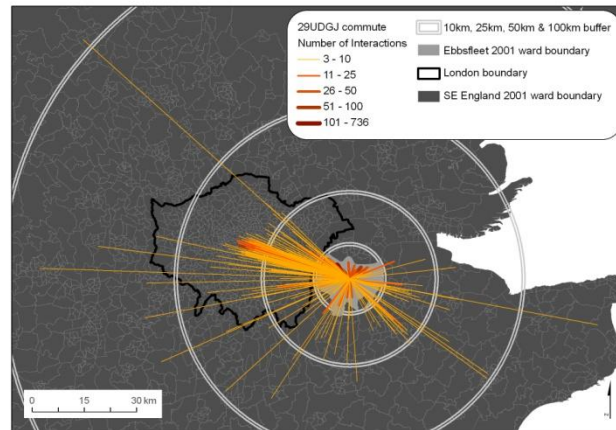 29UDGJ commute
Number of Interactions
3 - 10
11 - 25
26 - 50
51 - 100
101 - 736
10km, 25km, 50km & 100km buffer
Ebbsfleet 2001 ward boundary
London boundary
SE England 2001 ward boundary
0 15 30 km